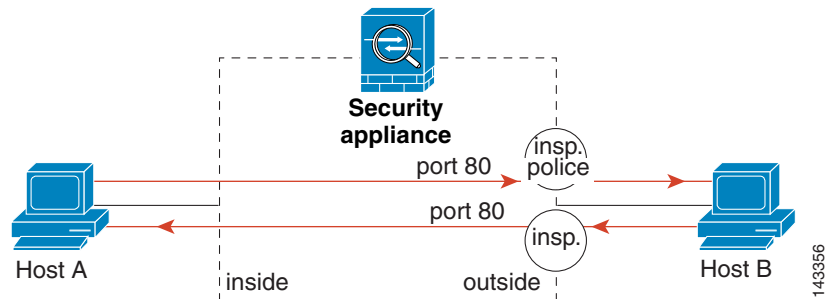 Security
appliance
insp.
police
port 80
port 80
insp.
Host A
inside
outside
Host B
143356